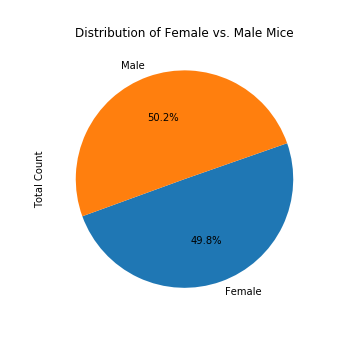 Distribution of Female vs. Male Mice
Male
50.2%
Total Count
49.8%
Female